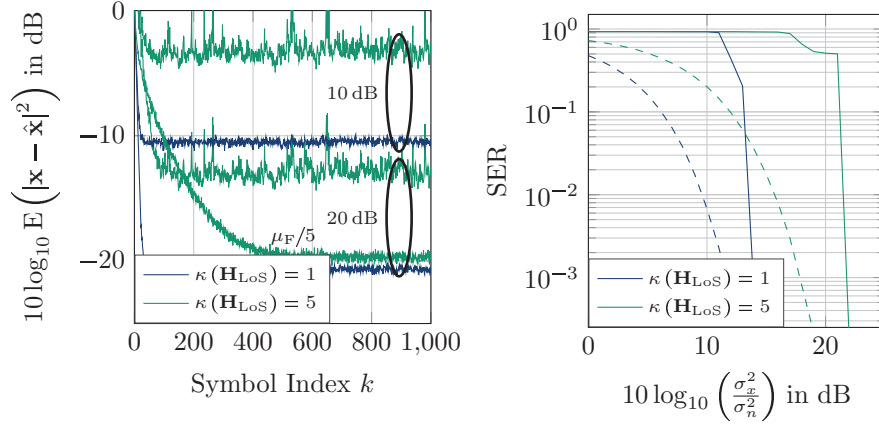 10 log₁₀ E (|x − x̂|²) in dB
0
−10
−20
10 dB
20 dB
μF/5
κ (HLoS) = 1
κ (HLoS) = 5
0 200 400 600 800 1,000
Symbol Index k
SER
10⁰
10⁻¹
10⁻²
10⁻³
κ (HLoS) = 1
κ (HLoS) = 5
0 10 20
10 log₁₀ (σₓ²/σₙ²) in dB